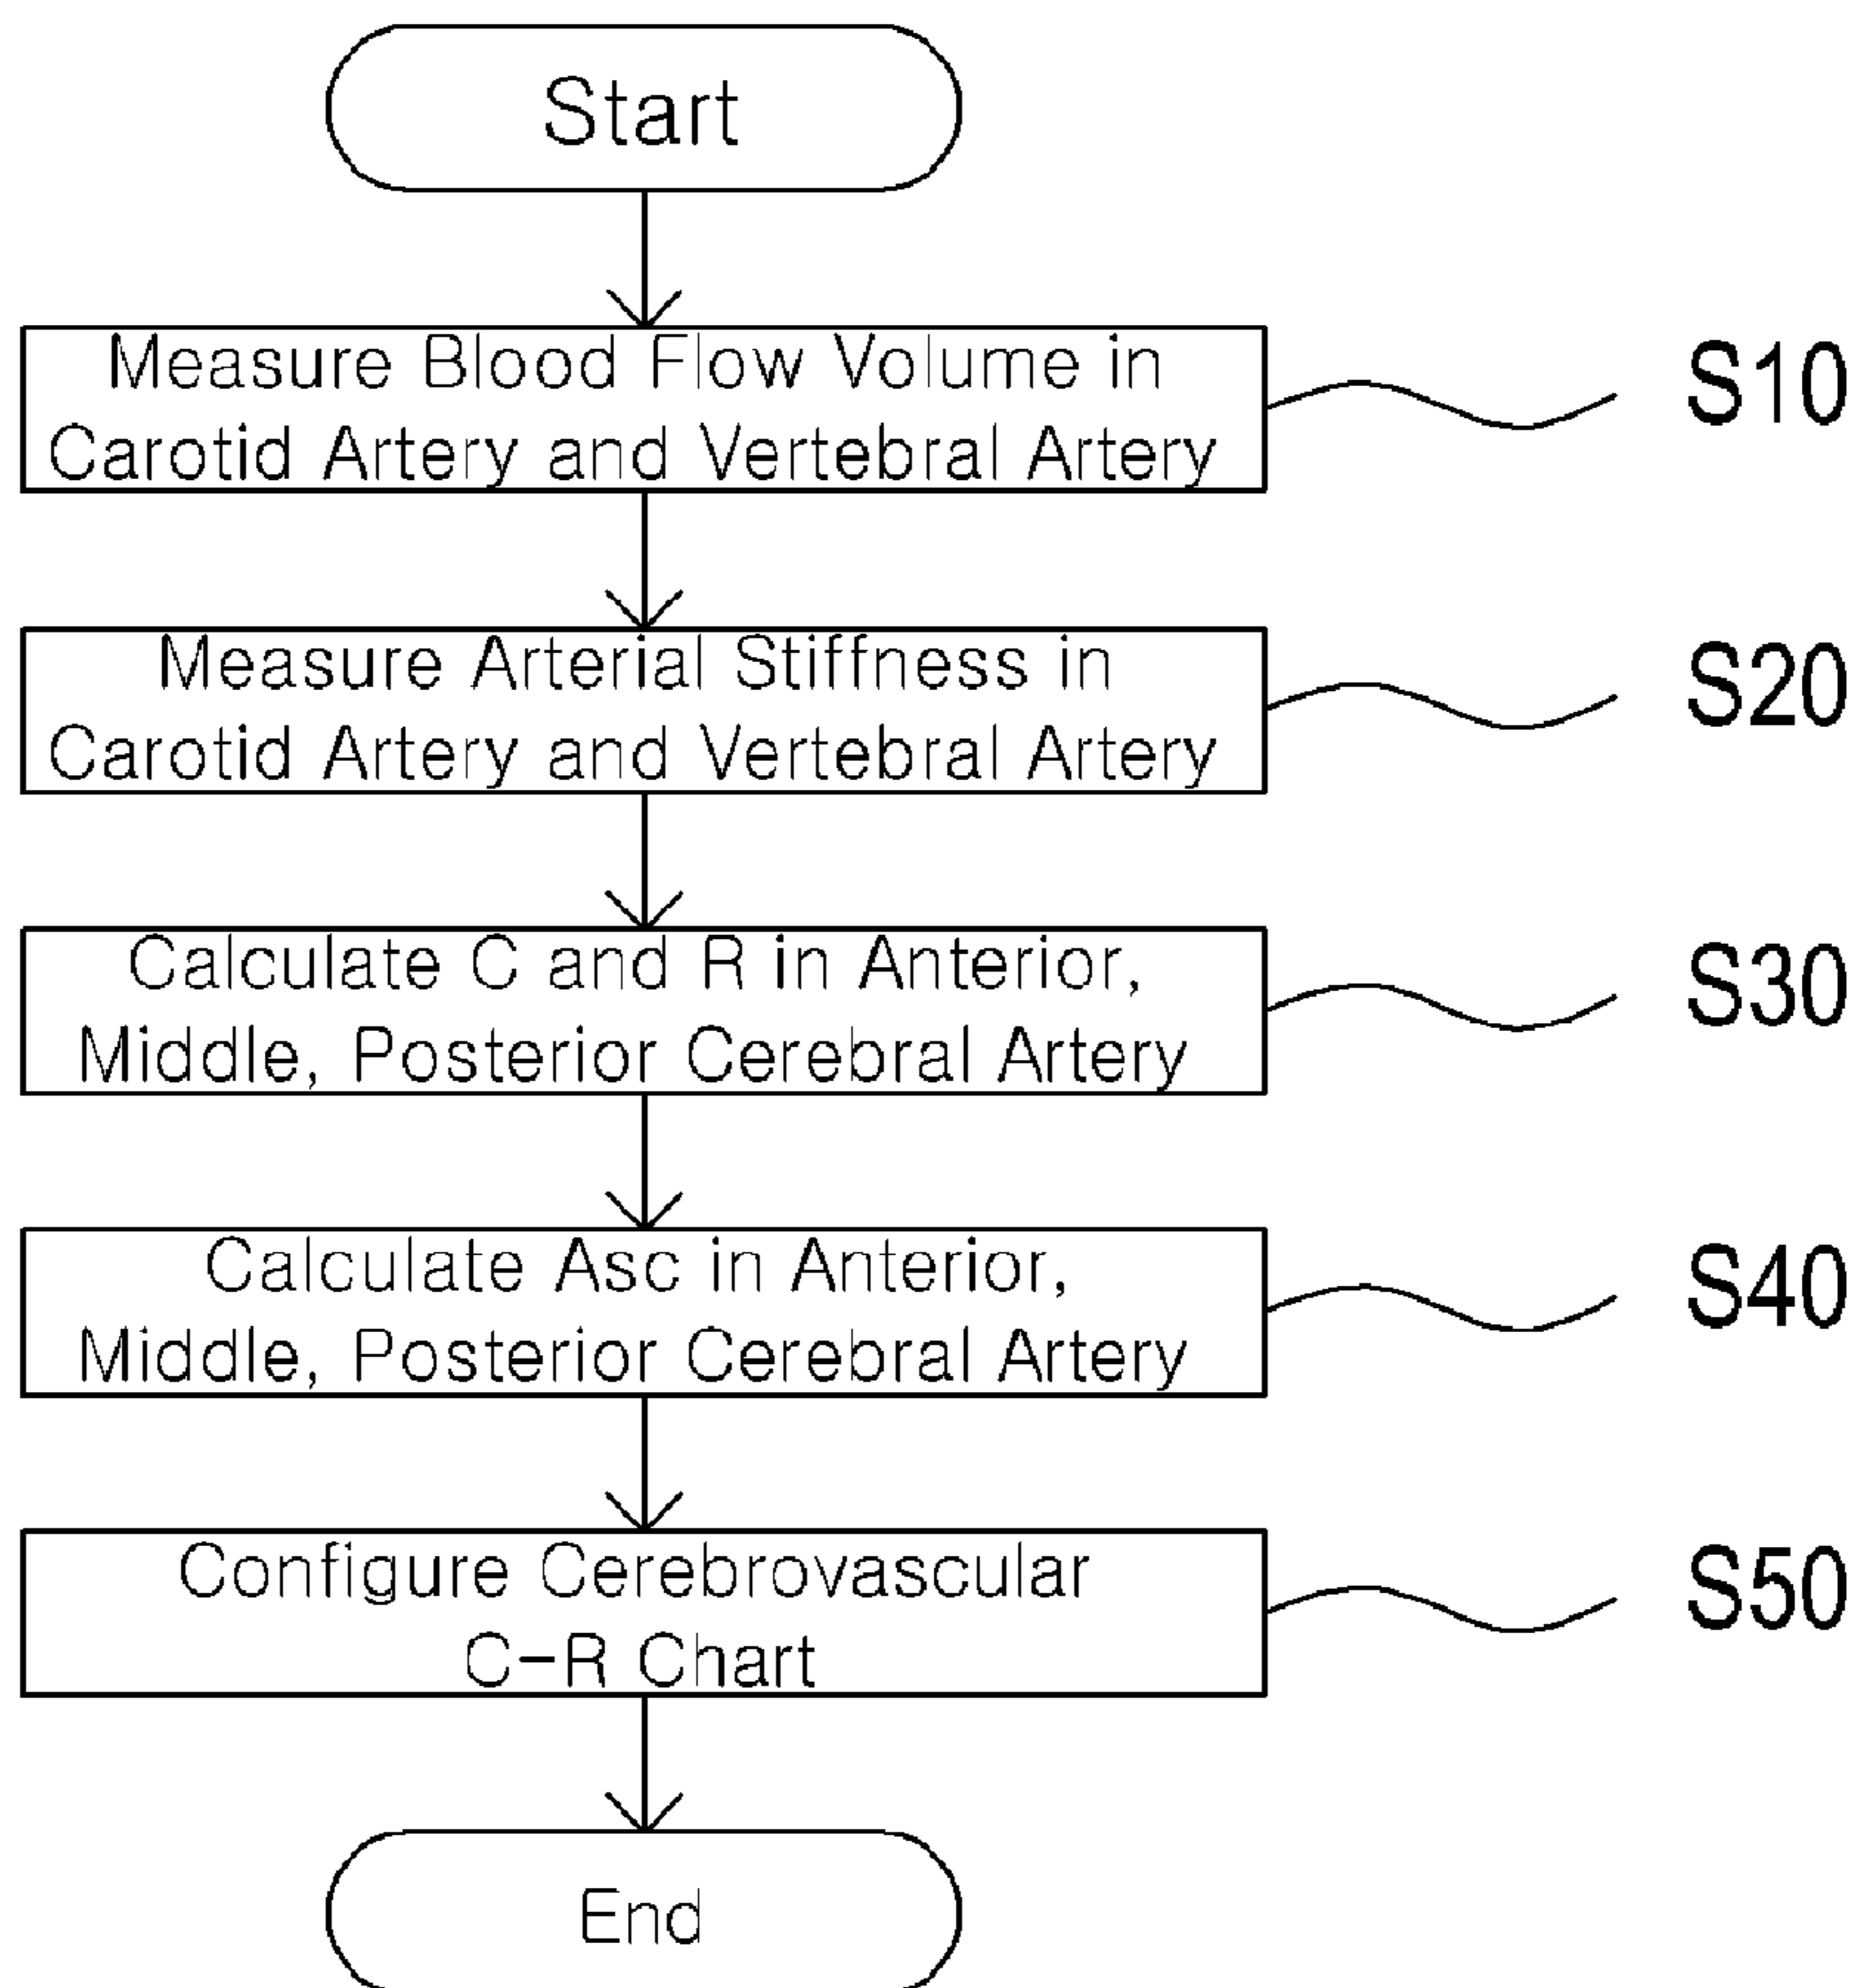 Start
Measure Blood Flow Volume in
Carotid Artery and Vertebral Artery
S10
Measure Arterial Stiffness in
Carotid Artery and Vertebral Artery
S20
Calculate C and R in Anterior,
Middle, Posterior Cerebral Artery
S30
Calculate Asc in Anterior,
Middle, Posterior Cerebral Artery
S40
Configure Cerebrovascular
C-R Chart
S50
End